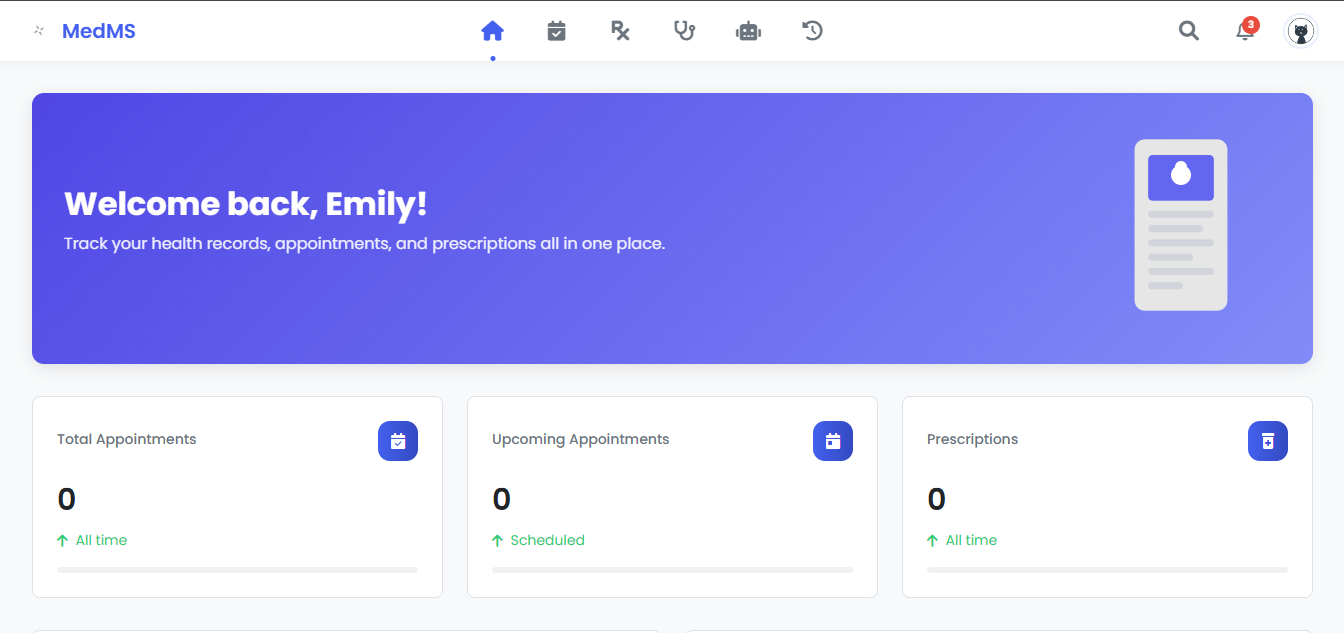 MedMS
3
Welcome back, Emily!
Track your health records, appointments, and prescriptions all in one place.
Total Appointments
0
All time
Upcoming Appointments
0
Scheduled
Prescriptions
0
All time